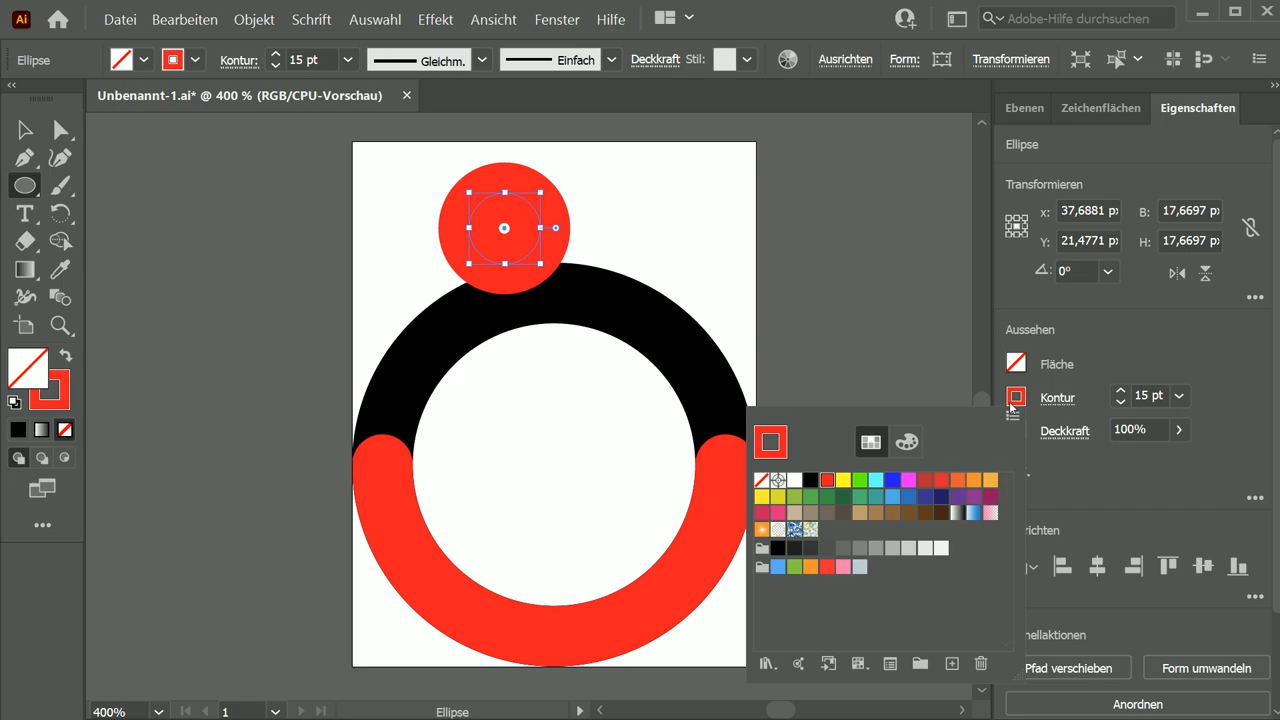 Ai Datei Bearbeiten Objekt Schrift Auswahl Effekt Ansicht Fenster Hilfe Adobe-Hilfe durchsuchen
Ellipse Kontur: 15 pt Gleichm. Einfach Deckkraft Stil: Ausrichten Form: Transformieren
Unbenannt-1.ai* @ 400 % (RGB/CPU-Vorschau)
Ebenen Zeichenflächen Eigenschaften
Ellipse
Transformieren
X: 37,6881 px B: 17,6697 px
Y: 21,4771 px H: 17,6697 px
0°
Aussehen
Fläche
Kontur 15 pt
Deckkraft 100%
richten
nellaktionen
Pfad verschieben Form umwandeln
Anordnen
400% 1 Ellipse